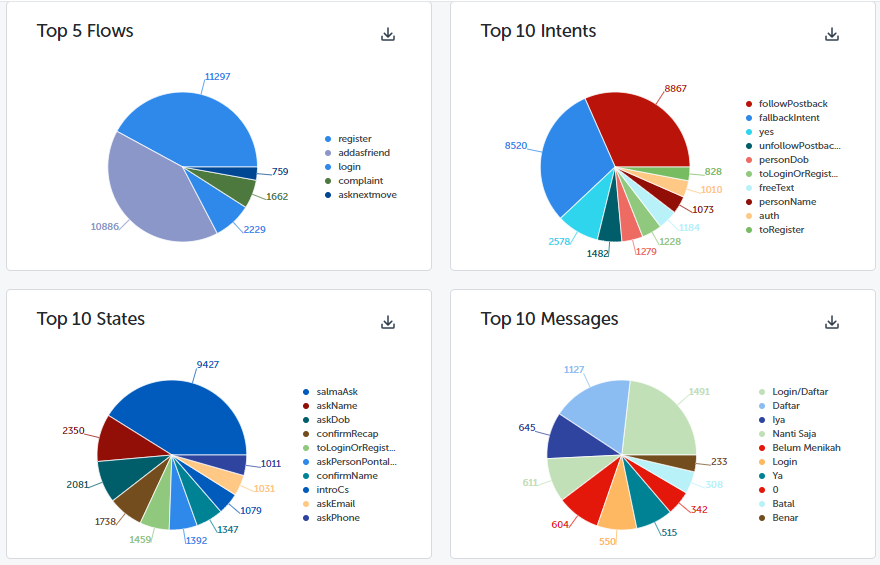 Top 5 Flows
11297
759
1662
2229
10886
register
addasfriend
login
complaint
asknextmove
Top 10 Intents
8867
8520
828
1010
1073
1184
1228
1279
1482
2578
followPostback
fallbackIntent
yes
unfollowPostbac...
personDob
toLoginOrRegist...
freeText
personName
auth
toRegister
Top 10 States
9427
2350
2081
1738
1459
1392
1347
1079
1031
1011
salmaAsk
askName
askDob
confirmRecap
toLoginOrRegist...
askPersonPontal...
confirmName
introCs
askEmail
askPhone
Top 10 Messages
1127
1491
645
611
604
550
515
342
308
233
Login/Daftar
Daftar
Iya
Nanti Saja
Belum Menikah
Login
Ya
0
Batal
Benar